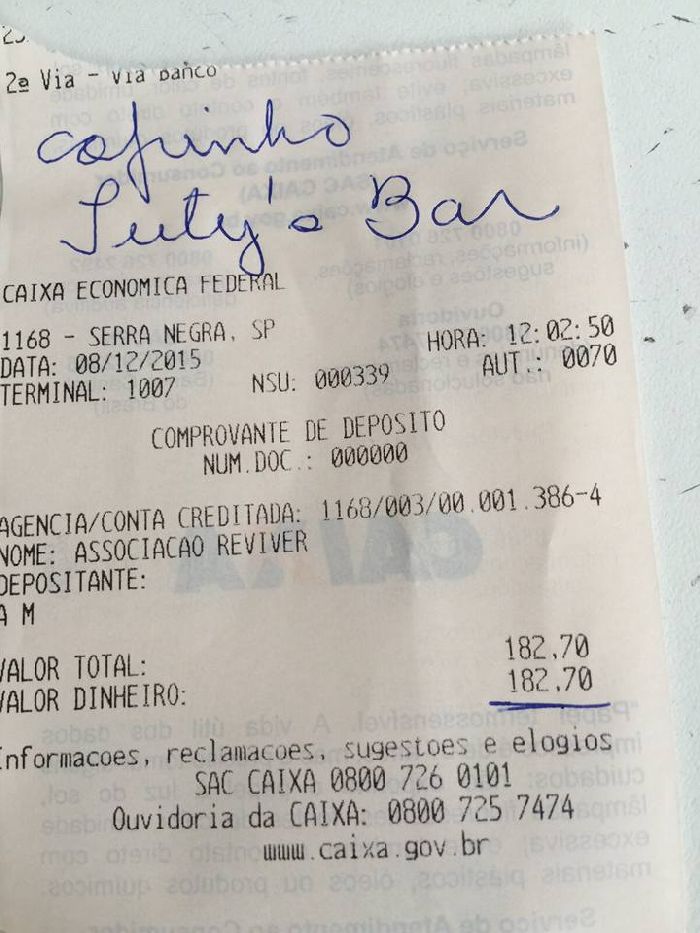 2ª Via - Via Banco
cofrinho
Suty's Bar
CAIXA ECONOMICA FEDERAL
1168 - SERRA NEGRA, SP
HORA: 12:02:50
DATA: 08/12/2015
AUT.: 0070
TERMINAL: 1007 NSU: 000339
COMPROVANTE DE DEPOSITO
NUM.DOC.: 000000
AGENCIA/CONTA CREDITADA: 1168/003/00.001.386-4
NOME: ASSOCIACAO REVIVER
DEPOSITANTE:
A M
VALOR TOTAL: 182,70
VALOR DINHEIRO: 182,70
Informacoes, reclamacoes, sugestoes e elogios
SAC CAIXA 0800 726 0101
Ouvidoria da CAIXA: 0800 725 7474
www.caixa.gov.br